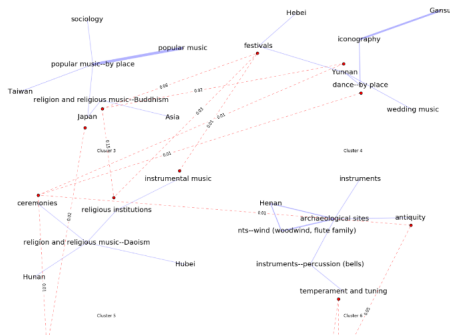 Gansu
Hebei
sociology
iconography
popular music
festivals
popular music--by place
Yunnan
dance--by place
Taiwan
religion and religious music--Buddhism
wedding music
Japan
Asia
Cluster 3
Cluster 4
0.01
instrumental music
instruments
ceremonies
religious institutions
Henan
0.01
archaeological sites
antiquity
nts--wind (woodwind, flute family)
religion and religious music--Daoism
Hubei
instruments--percussion (bells)
Hunan
temperament and tuning
Cluster 5
Cluster 6